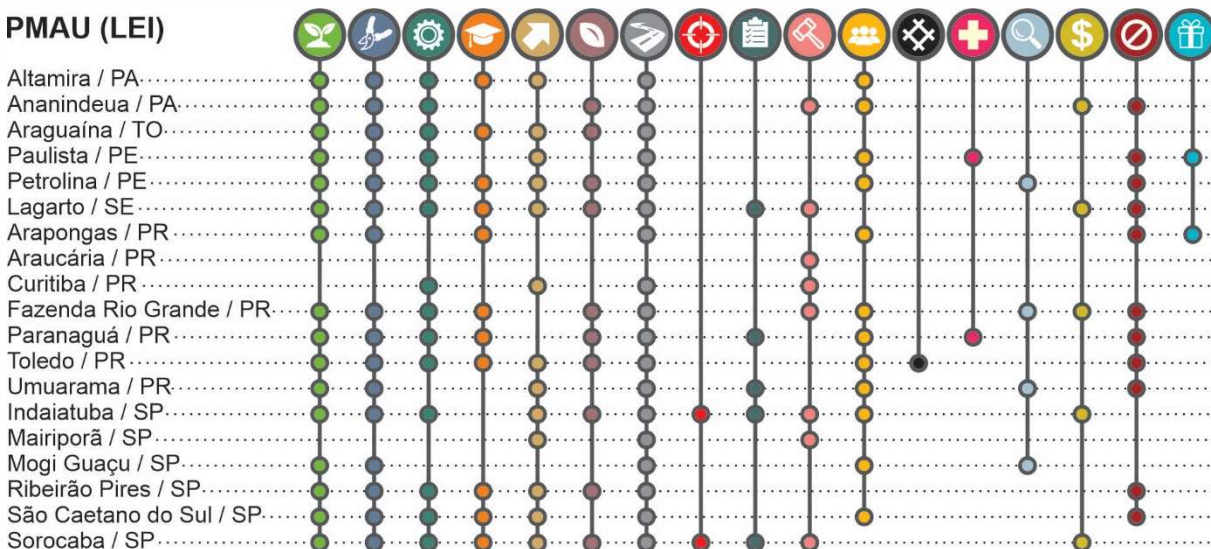 PMAU (LEI)
$
Altamira / PA
Ananindeua / PA
Araguaína / TO
Paulista / PE
Petrolina / PE
Lagarto / SE
Arapongas / PR
Araucária / PR
Curitiba / PR
Fazenda Rio Grande / PR
Paranaguá / PR
Toledo / PR
Umuarama / PR
Indaiatuba / SP
Mairiporã / SP
Mogi Guaçu / SP
Ribeirão Pires / SP
São Caetano do Sul / SP
Sorocaba / SP